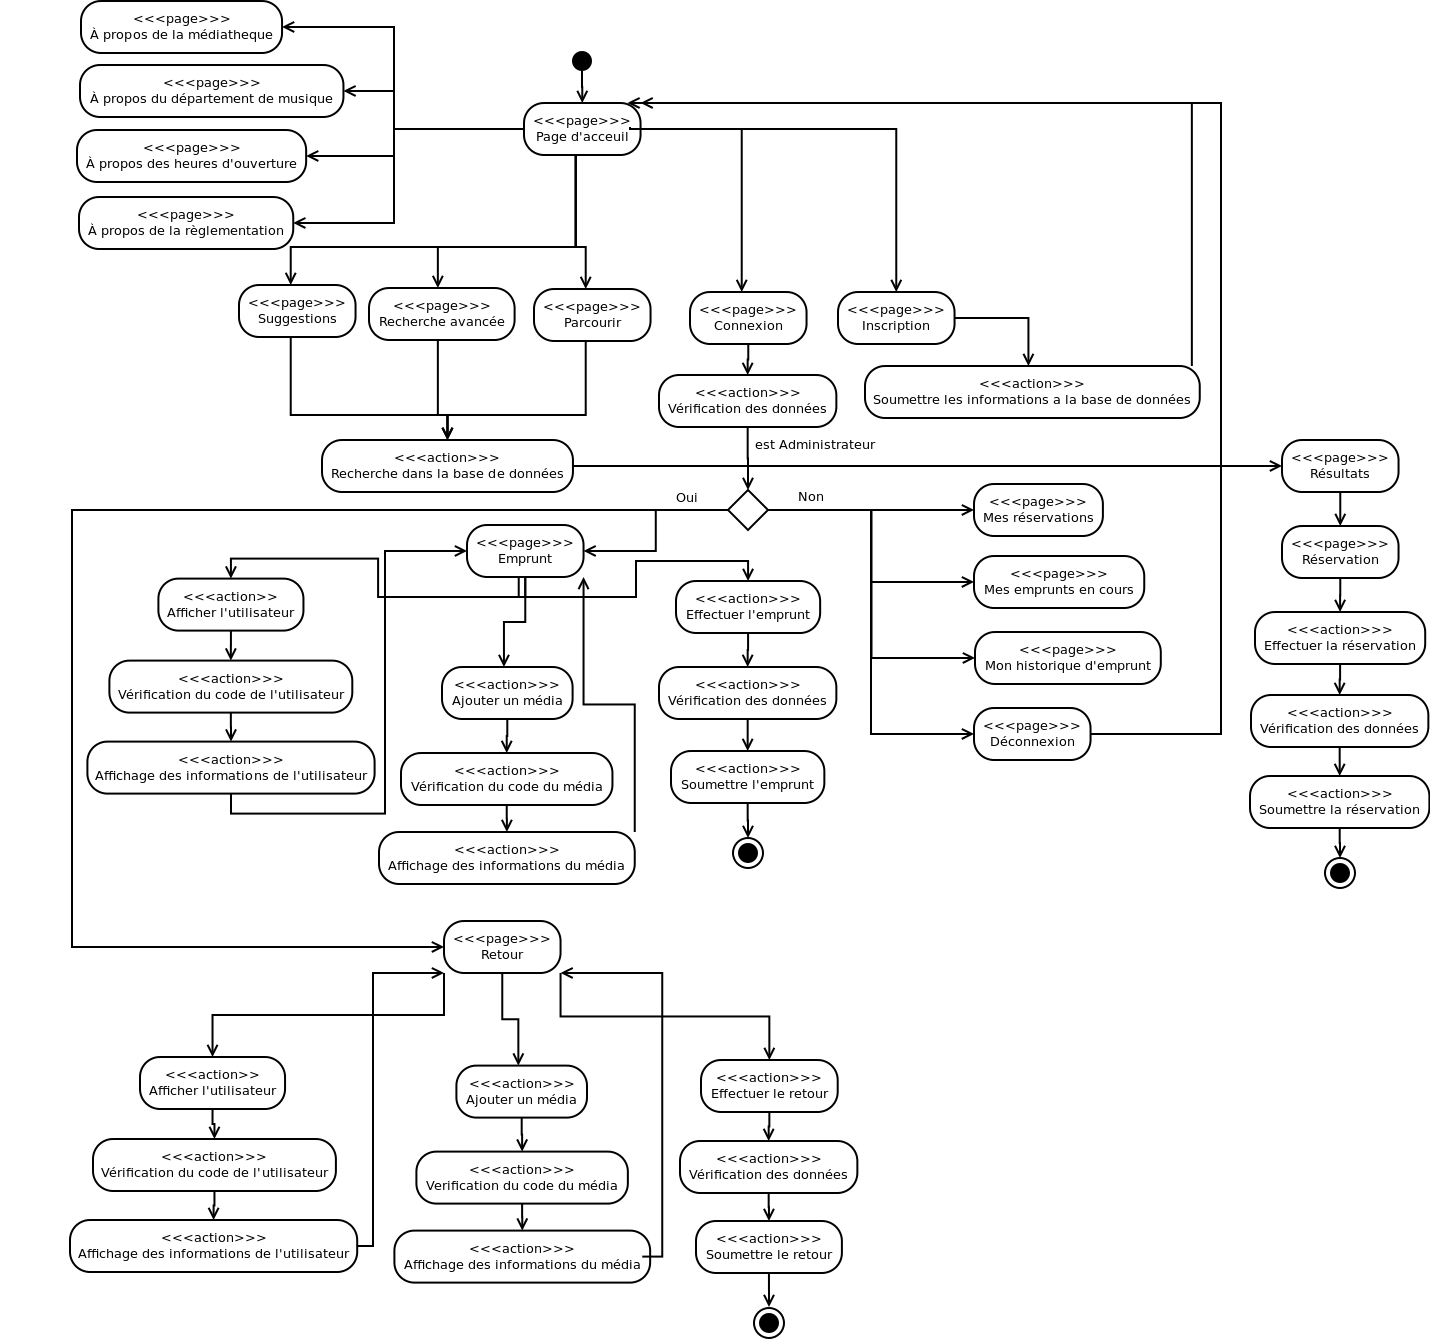 <<<page>>>
À propos de la médiatheque
<<<page>>>
À propos du département de musique
<<<page>>>
À propos des heures d'ouverture
<<<page>>>
À propos de la règlementation
<<<page>>>
Page d'acceuil
<<<page>>>
Suggestions
<<<page>>>
Recherche avancée
<<<page>>>
Parcourir
<<<page>>>
Connexion
<<<page>>>
Inscription
<<<action>>>
Vérification des données
<<<action>>>
Soumettre les informations a la base de données
est Administrateur
<<<action>>>
Recherche dans la base de données
<<<page>>>
Résultats
Oui
Non
<<<page>>>
Mes réservations
<<<page>>>
Emprunt
<<<page>>>
Réservation
<<<action>>
Afficher l'utilisateur
<<<action>>>
Effectuer l'emprunt
<<<page>>>
Mes emprunts en cours
<<<action>>>
Effectuer la réservation
<<<page>>>
Mon historique d'emprunt
<<<action>>>
Vérification du code de l'utilisateur
<<<action>>>
Ajouter un média
<<<action>>>
Vérification des données
<<<page>>>
Déconnexion
<<<action>>>
Vérification des données
<<<action>>>
Affichage des informations de l'utilisateur
<<<action>>>
Vérification du code du média
<<<action>>>
Soumettre l'emprunt
<<<action>>>
Soumettre la réservation
<<<action>>>
Affichage des informations du média
<<<page>>>
Retour
<<<action>>
Afficher l'utilisateur
<<<action>>>
Ajouter un média
<<<action>>>
Effectuer le retour
<<<action>>>
Vérification du code de l'utilisateur
<<<action>>>
Verification du code du média
<<<action>>>
Vérification des données
<<<action>>>
Affichage des informations de l'utilisateur
<<<action>>>
Affichage des informations du média
<<<action>>>
Soumettre le retour